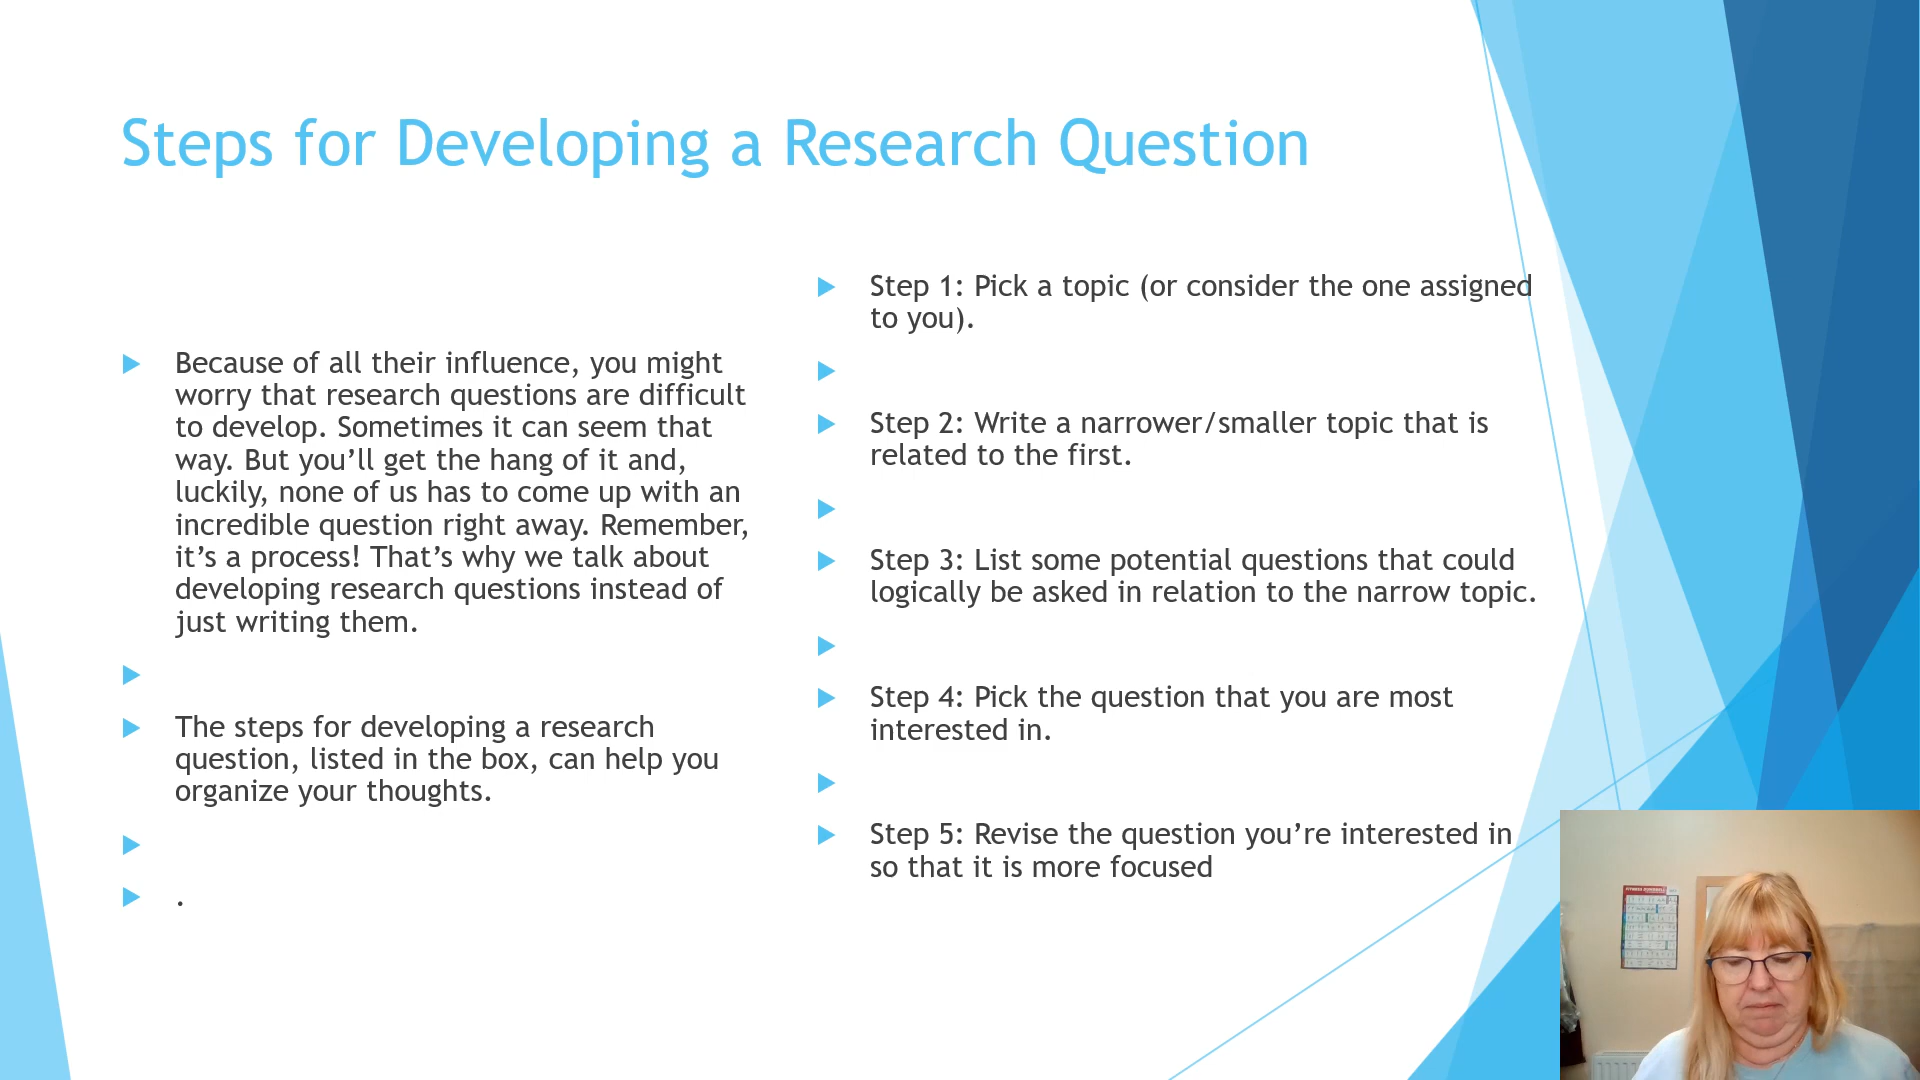 Steps for Developing a Research Question
Because of all their influence, you might
worry that research questions are difficult
to develop. Sometimes it can seem that
way. But you’ll get the hang of it and,
luckily, none of us has to come up with an
incredible question right away. Remember,
it’s a process! That’s why we talk about
developing research questions instead of
just writing them.
The steps for developing a research
question, listed in the box, can help you
organize your thoughts.
.
Step 1: Pick a topic (or consider the one assigned
to you).
Step 2: Write a narrower/smaller topic that is
related to the first.
Step 3: List some potential questions that could
logically be asked in relation to the narrow topic.
Step 4: Pick the question that you are most
interested in.
Step 5: Revise the question you’re interested in
so that it is more focused